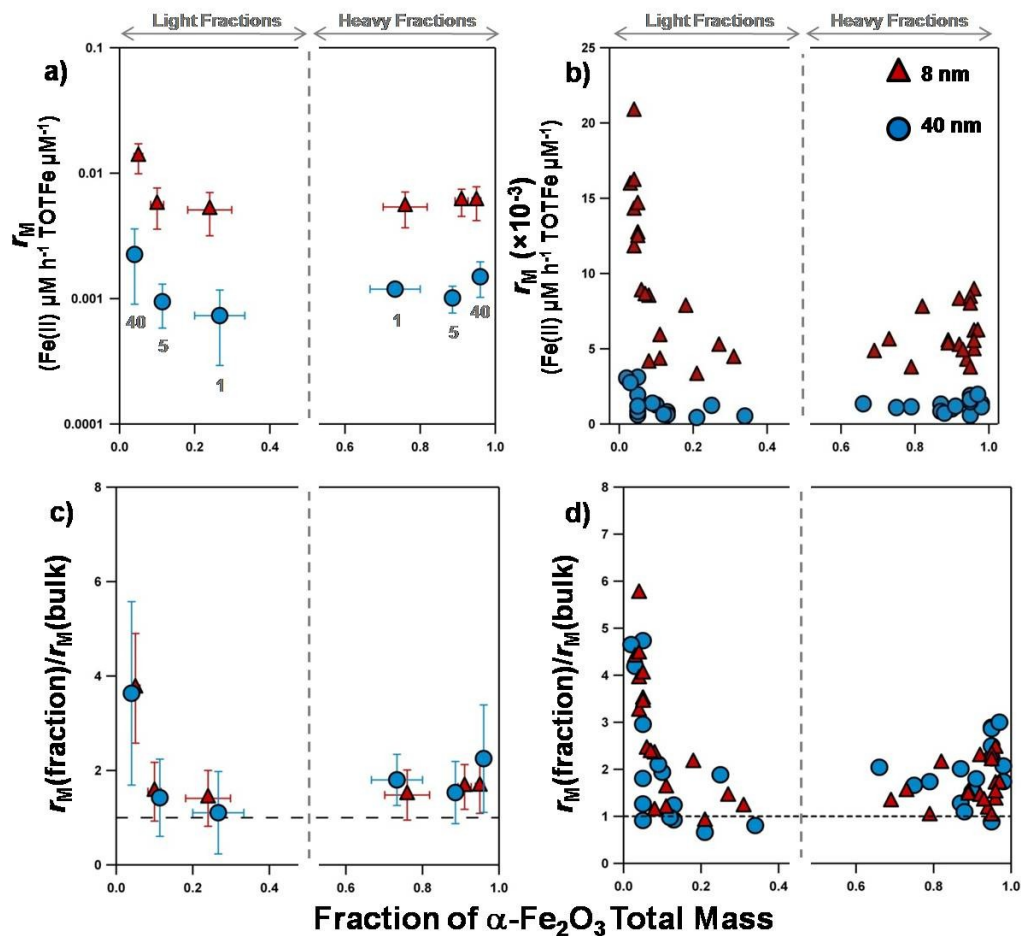 Light Fractions
Heavy Fractions
Light Fractions
Heavy Fractions
a)
0.1
0.01
0.001
0.0001
r_M
(Fe(II) µM h⁻¹ TOTFe µM⁻¹)
40
5
1
1
5
40
0.0 0.2 0.4 0.6 0.8 1.0
b)
8 nm
40 nm
25
20
15
10
5
0
r_M (×10⁻³)
(Fe(II) µM h⁻¹ TOTFe µM⁻¹)
0.0 0.2 0.4 0.6 0.8 1.0
c)
8
6
4
2
0
r_M(fraction)/r_M(bulk)
0.0 0.2 0.4 0.6 0.8 1.0
d)
8
7
6
5
4
3
2
1
0
r_M(fraction)/r_M(bulk)
0.0 0.2 0.4 0.6 0.8 1.0
Fraction of α-Fe₂O₃ Total Mass